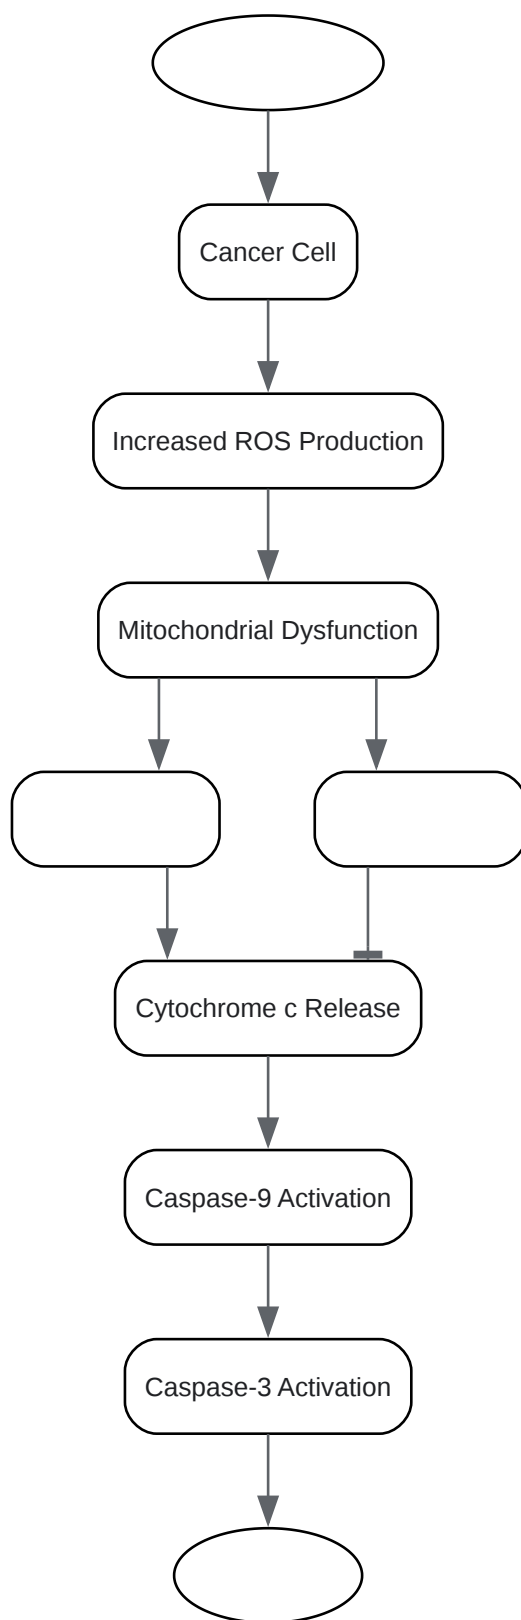 Cancer Cell
Increased ROS Production
Mitochondrial Dysfunction
Cytochrome c Release
Caspase-9 Activation
Caspase-3 Activation